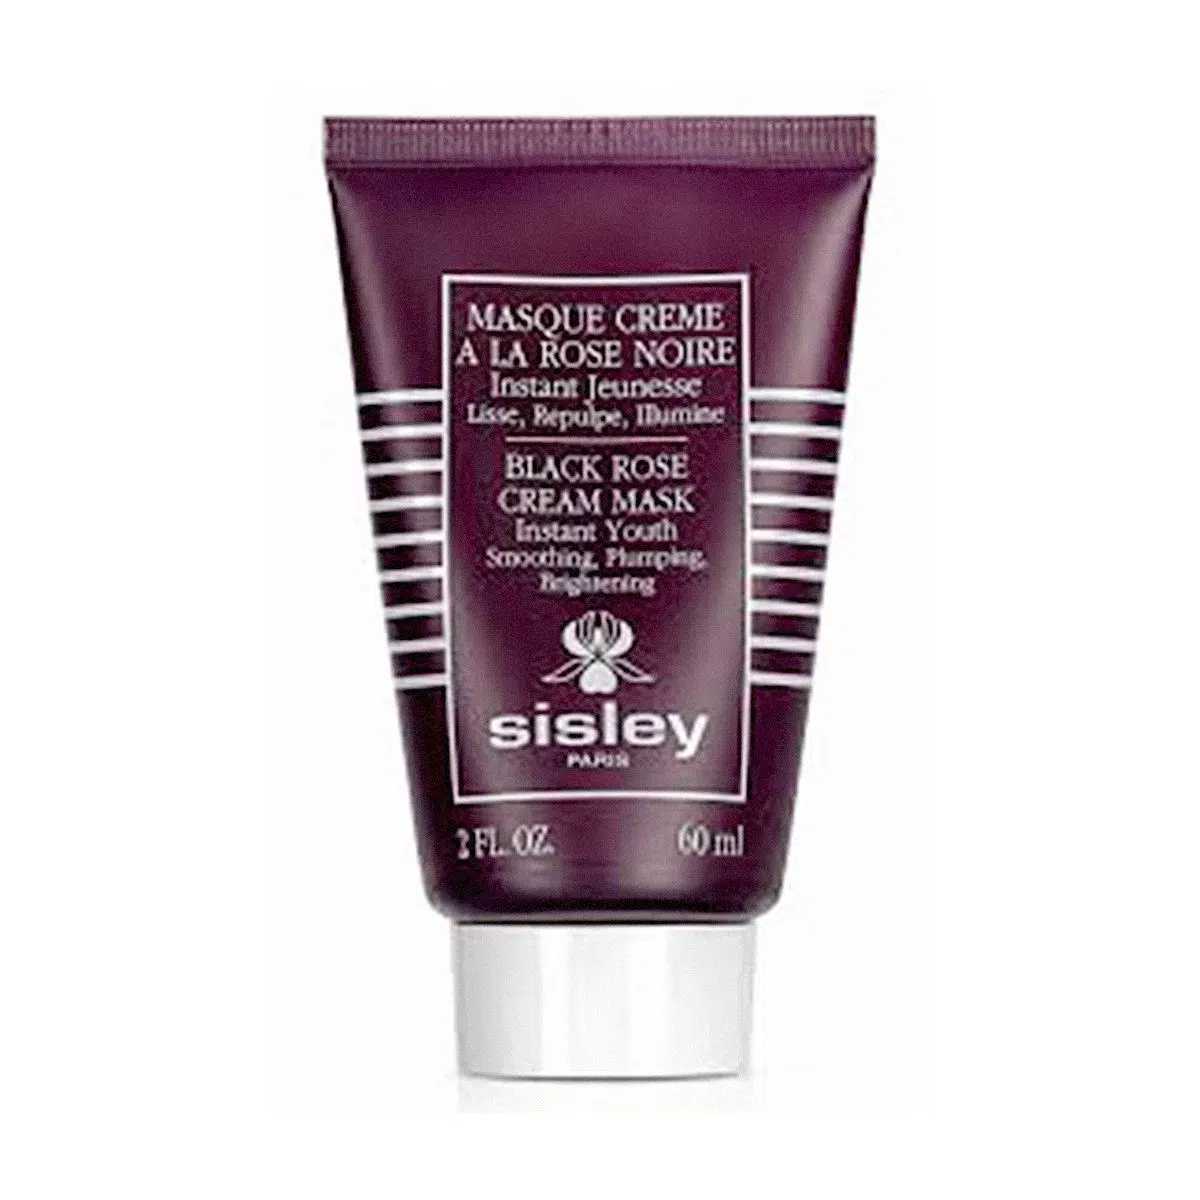 MASQUE CREME
A LA ROSE NOIRE
Instant Jeunesse
Lisse, Repulpe, Illumine
BLACK ROSE
CREAM MASK
Instant Youth
Smoothing, Plumping,
Brightening
sisley
PARIS
2 FL. OZ. 60 ml